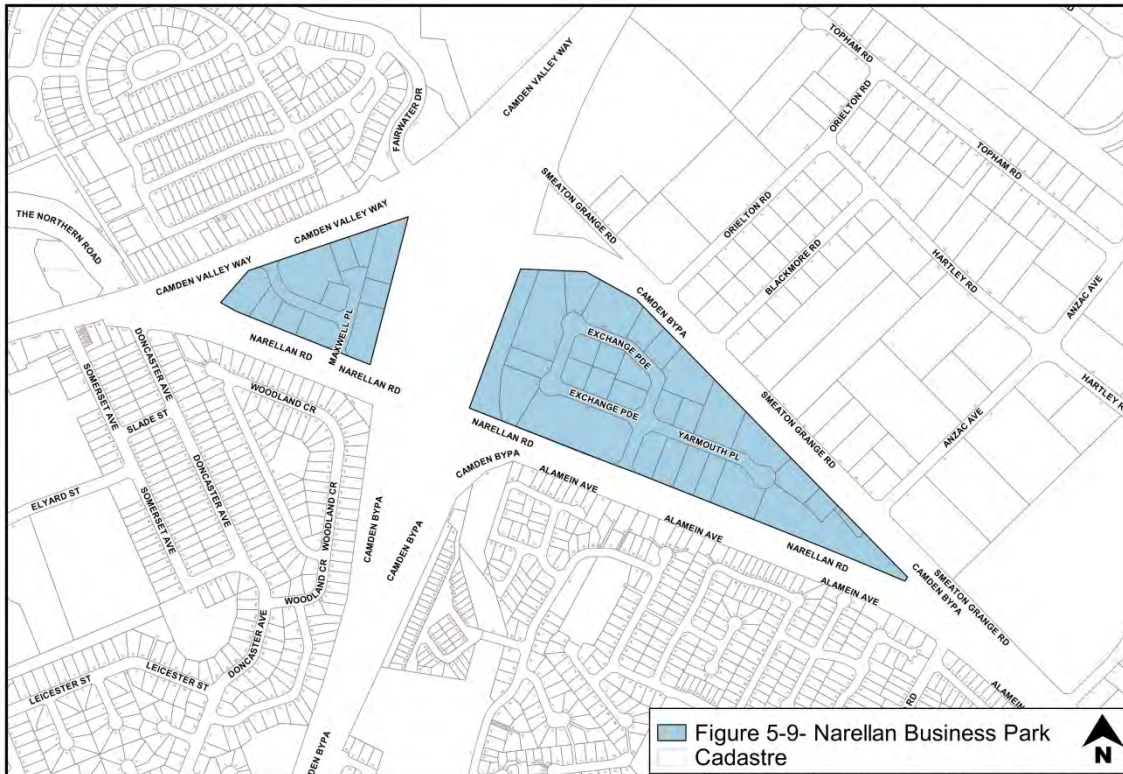 TOPHAM RD
CAMDEN VALLEY WAY
ORIELTON RD
FAIRWATER DR
TOPHAM RD
SMEATON GRANGE RD
THE NORTHERN ROAD
CAMDEN VALLEY WAY
ORIELTON RD
BLACKMORE RD
HARTLEY RD
ANZAC AVE
CAMDEN VALLEY WAY
CAMDEN BYPA
NARELLAN RD
MAXWELL PL
NARELLAN RD
EXCHANGE PDE
DONCASTER AVE
SOMERSET AVE
WOODLAND CR
SLADE ST
EXCHANGE PDE
SMEATON GRANGE RD
HARTLEY R
ANZAC AVE
NARELLAN RD
YARMOUTH PL
CAMDEN BYPA
ALAMEIN AVE
DONCASTER AVE
ELYARD ST
SOMERSET AVE
WOODLAND CR
CAMDEN BYPA
CAMDEN BYPA
ALAMEIN AVE
NARELLAN RD
ALAMEIN AVE
CAMDEN BYPA
SMEATON GRANGE RD
WOODLAND CR
DONCASTER AVE
LEICESTER ST
LEICESTER ST
ALAMEIN
RD
MDEN BYPA
Figure 5-9- Narellan Business Park
Cadastre
N